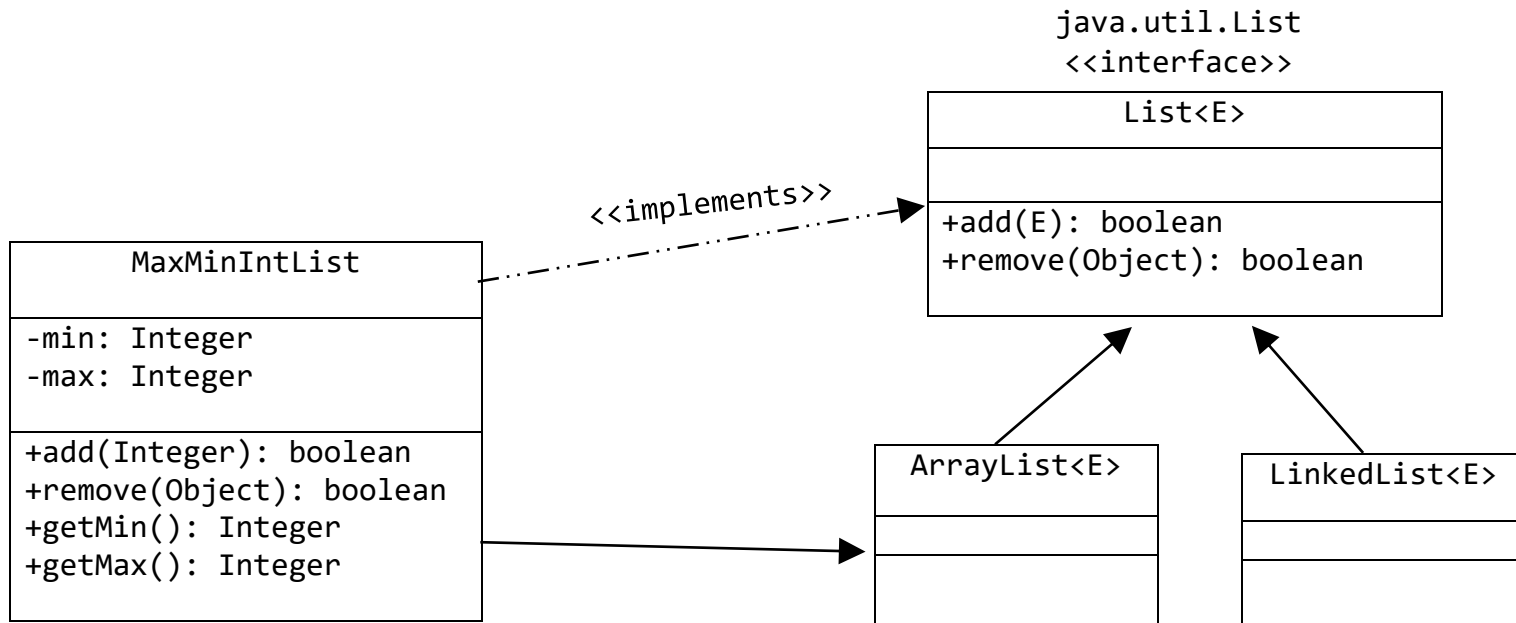 java.util.List
<<interface>>
List<E>
+add(E): boolean
+remove(Object): boolean
<<implements>>
MaxMinIntList
-min: Integer
-max: Integer
+add(Integer): boolean
+remove(Object): boolean
+getMin(): Integer
+getMax(): Integer
ArrayList<E>
LinkedList<E>